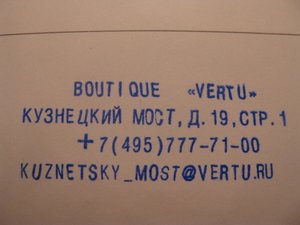 BOUTIQUE «VERTU»
КУЗНЕЦКИЙ МОСТ, Д.19, СТР.1
+7(495)777-71-00
KUZNETSKY_MOST@VERTU.RU